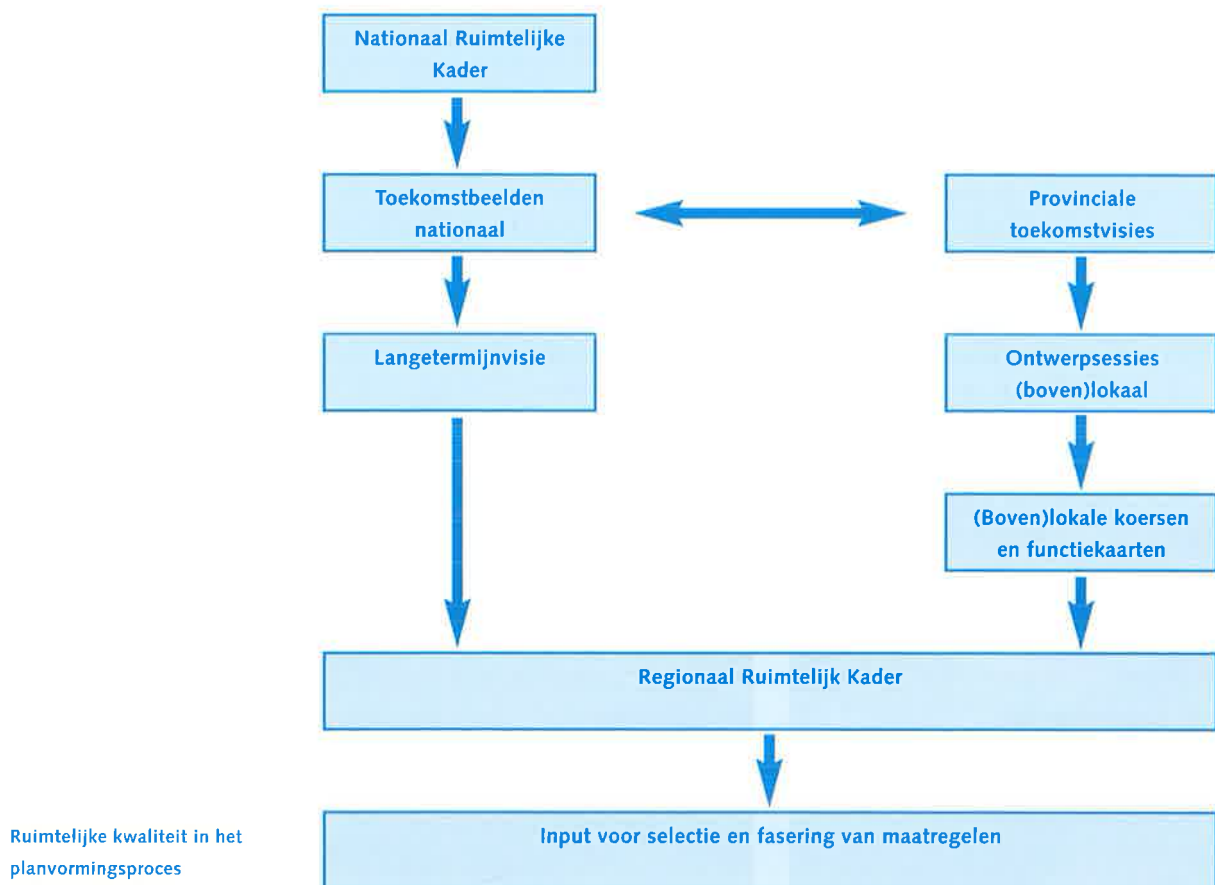 Nationaal Ruimtelijke
Kader
Toekomstbeelden
nationaal
Provinciale
toekomstvisies
Langetermijnvisie
Ontwerpsessies
(boven)lokaal
(Boven)lokale koersen
en functiekaarten
Regionaal Ruimtelijk Kader
Input voor selectie en fasering van maatregelen
Ruimtelijke kwaliteit in het
planvormingsproces